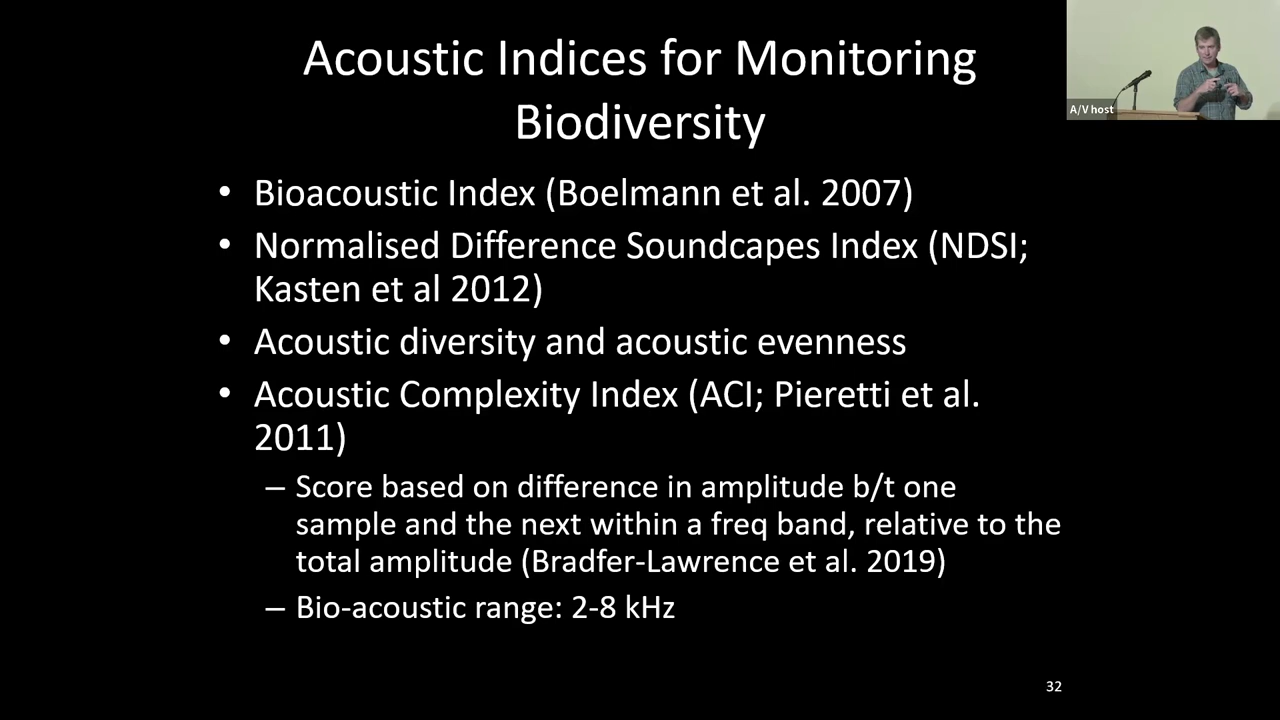 Acoustic Indices for Monitoring
Biodiversity
A/V host
• Bioacoustic Index (Boelmann et al. 2007)
• Normalised Difference Soundcapes Index (NDSI;
Kasten et al 2012)
• Acoustic diversity and acoustic evenness
• Acoustic Complexity Index (ACI; Pieretti et al.
2011)
– Score based on difference in amplitude b/t one
sample and the next within a freq band, relative to the
total amplitude (Bradfer-Lawrence et al. 2019)
– Bio-acoustic range: 2-8 kHz
32